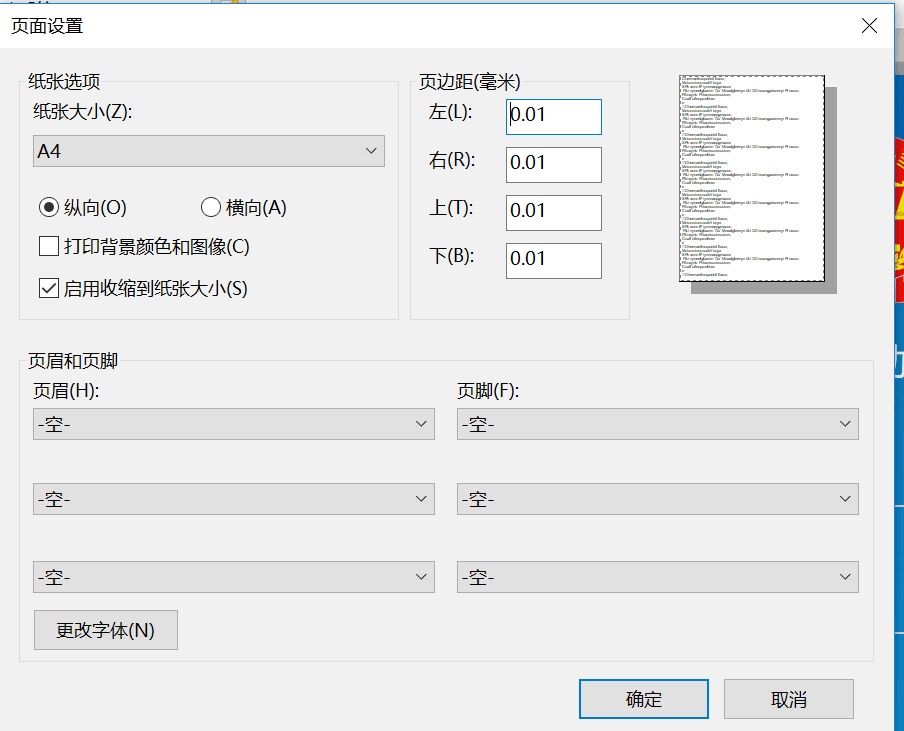 页面设置
纸张选项
纸张大小(Z):
A4
纵向(O)
横向(A)
打印背景颜色和图像(C)
启用收缩到纸张大小(S)
页边距(毫米)
左(L):
0.01
右(R):
0.01
上(T):
0.01
下(B):
0.01
页眉和页脚
页眉(H):
页脚(F):
-空-
-空-
-空-
-空-
-空-
-空-
更改字体(N)
确定
取消